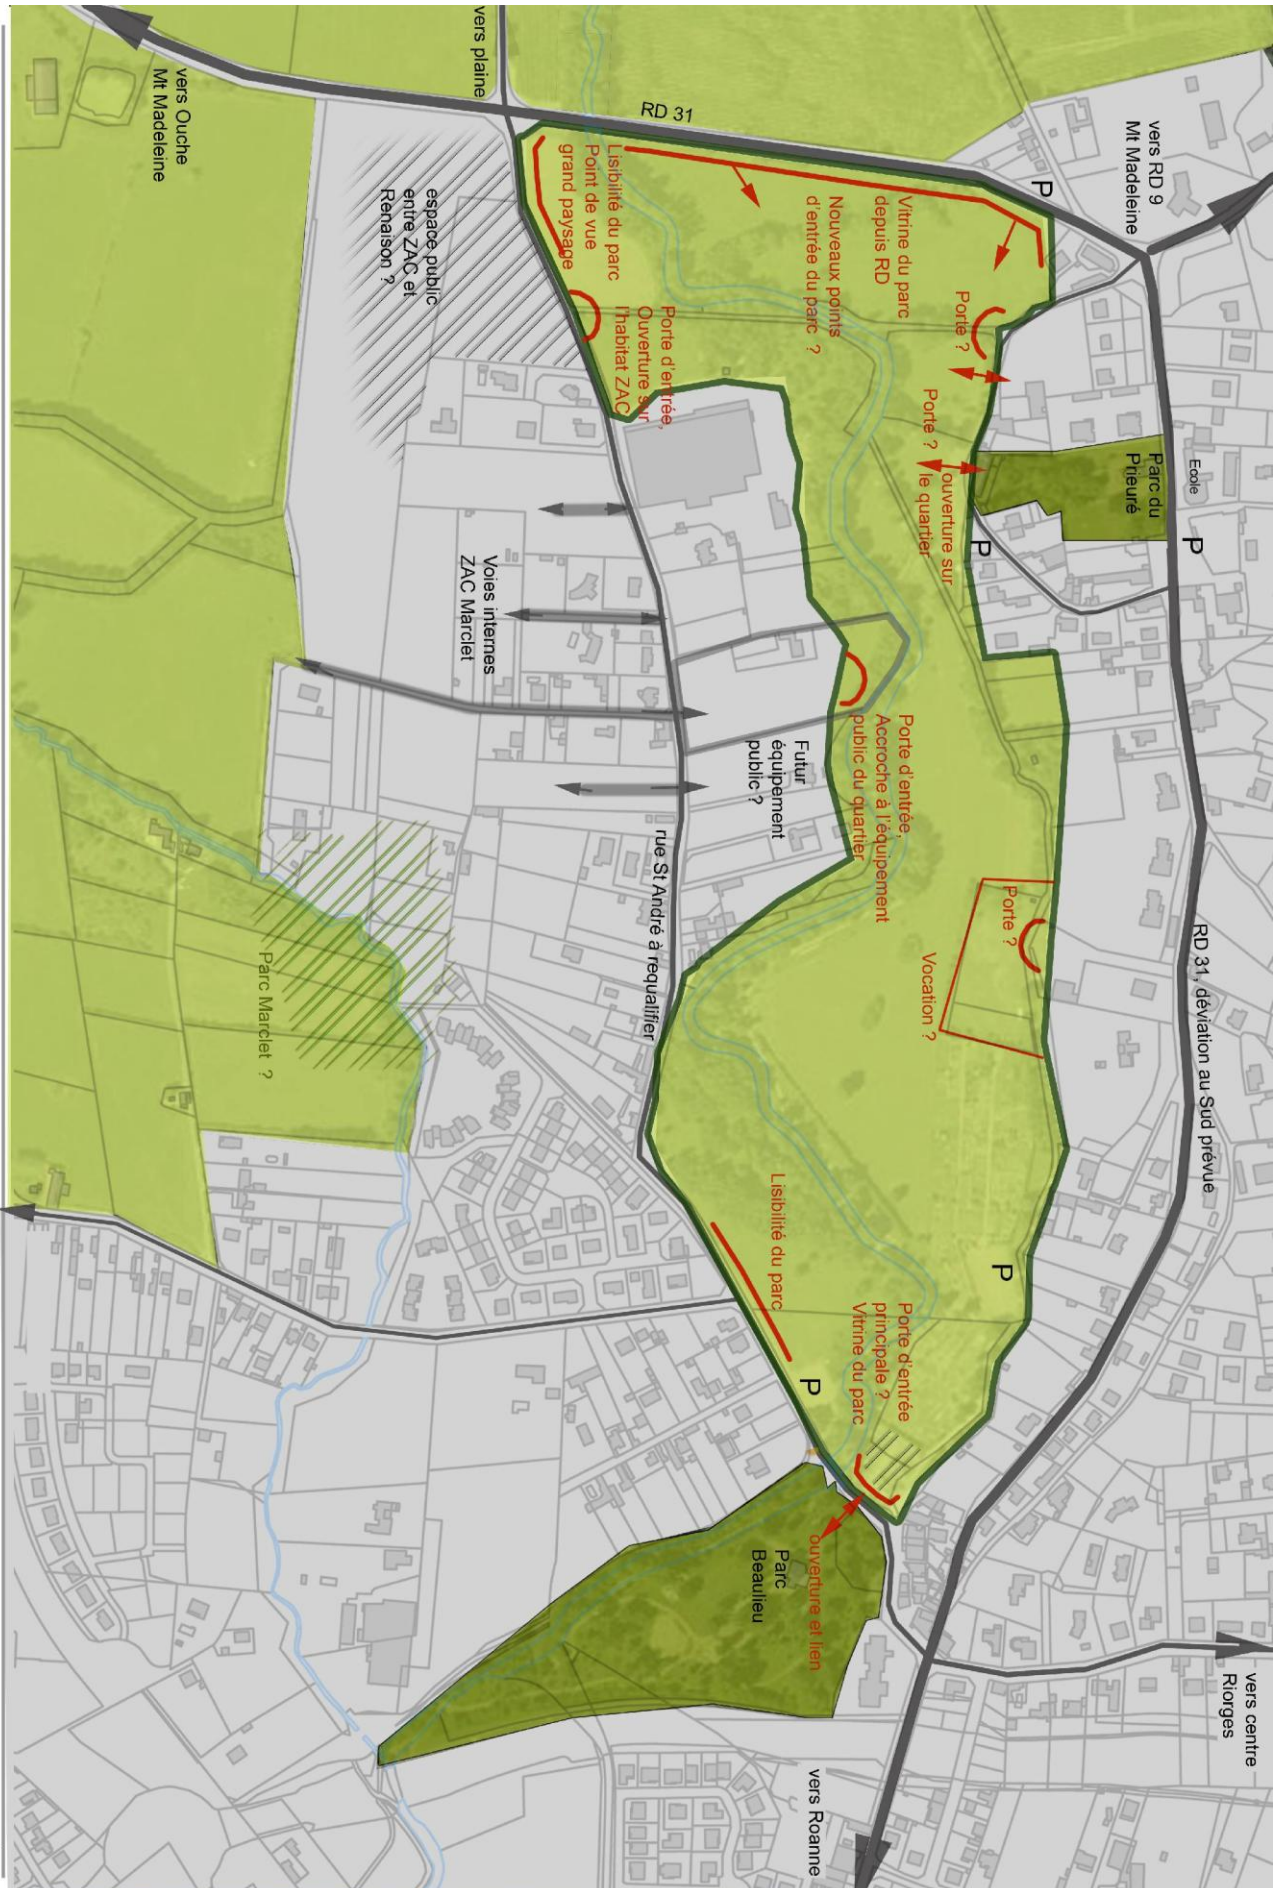 vers Ouche
Mt Madeleine
vers plaine
RD 31
vers RD 9
Mt Madeleine
P
Lisibilité du parc
Point de vue
grand paysage
Vitrine du parc
depuis RD
Nouveaux points
d'entrée du parc ?
Porte ?
espace public
entre ZAC et
Renaison ?
Porte d'entrée,
Ouverture sur
l'habitat ZAC
Porte ?
ouverture sur
le quartier
Parc du
Prieuré
Ecole
P
P
Voies internes
ZAC Marclet
Futur
équipement
public ?
Porte d'entrée,
Accroche à l'équipement
public du quartier
rue St André à requalifier
Porte ?
Vocation ?
RD 31, déviation au Sud prévue
Parc Marclet ?
Lisibilité du parc
P
Porte d'entrée
principale ?
Vitrine du parc
P
ouverture et lien
Parc
Beaulieu
vers centre
Riorges
vers Roanne